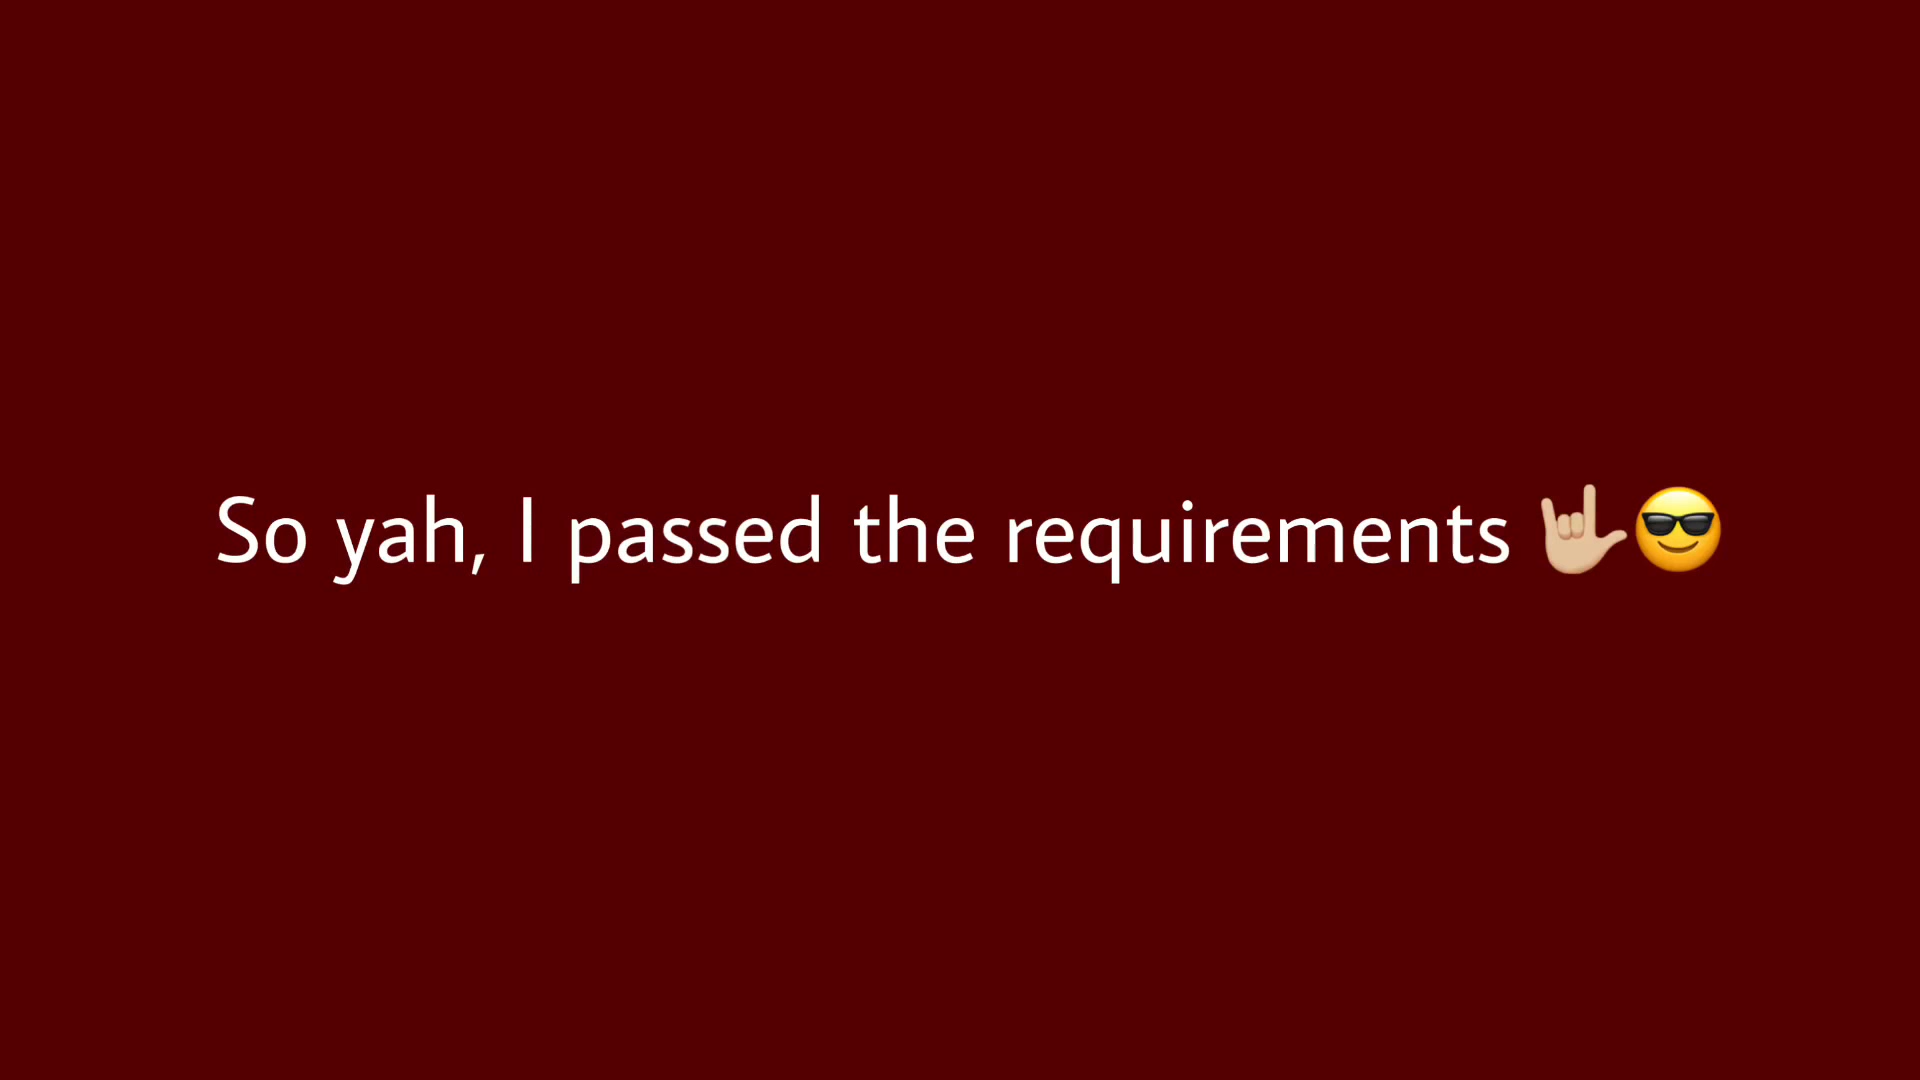 So yah, I passed the requirements 🤟🏼😎